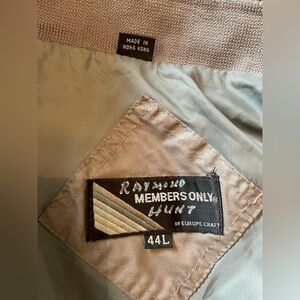 MADE IN
HONG KONG
RAYMOND
MEMBERS ONLY®
HUNT
BY EUROPE CRAFT
44L